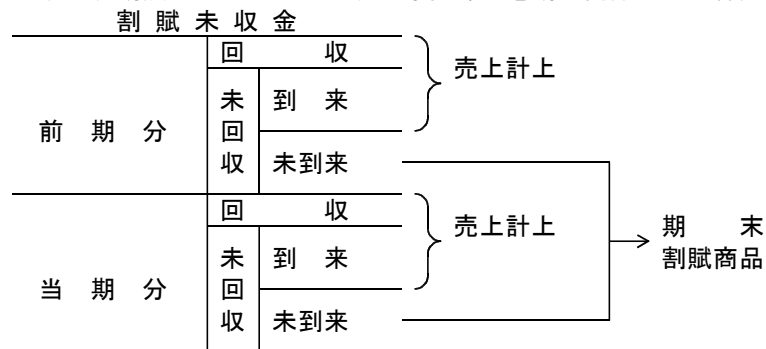 割賦未収金
回収
売上計上
前期分
未回収
到来
未到来
回収
売上計上
期末
割賦商品
当期分
未回収
到来
未到来